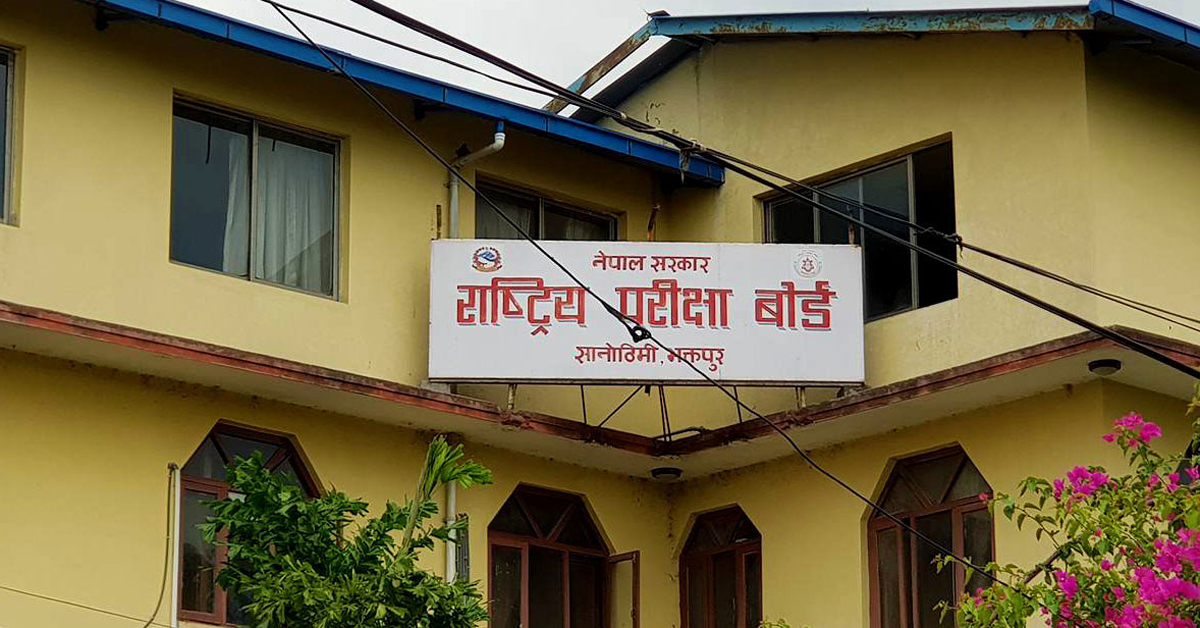 नेपाल सरकार
राष्ट्रिय परीक्षा बोर्ड
सानोठिमी, भक्तपुर